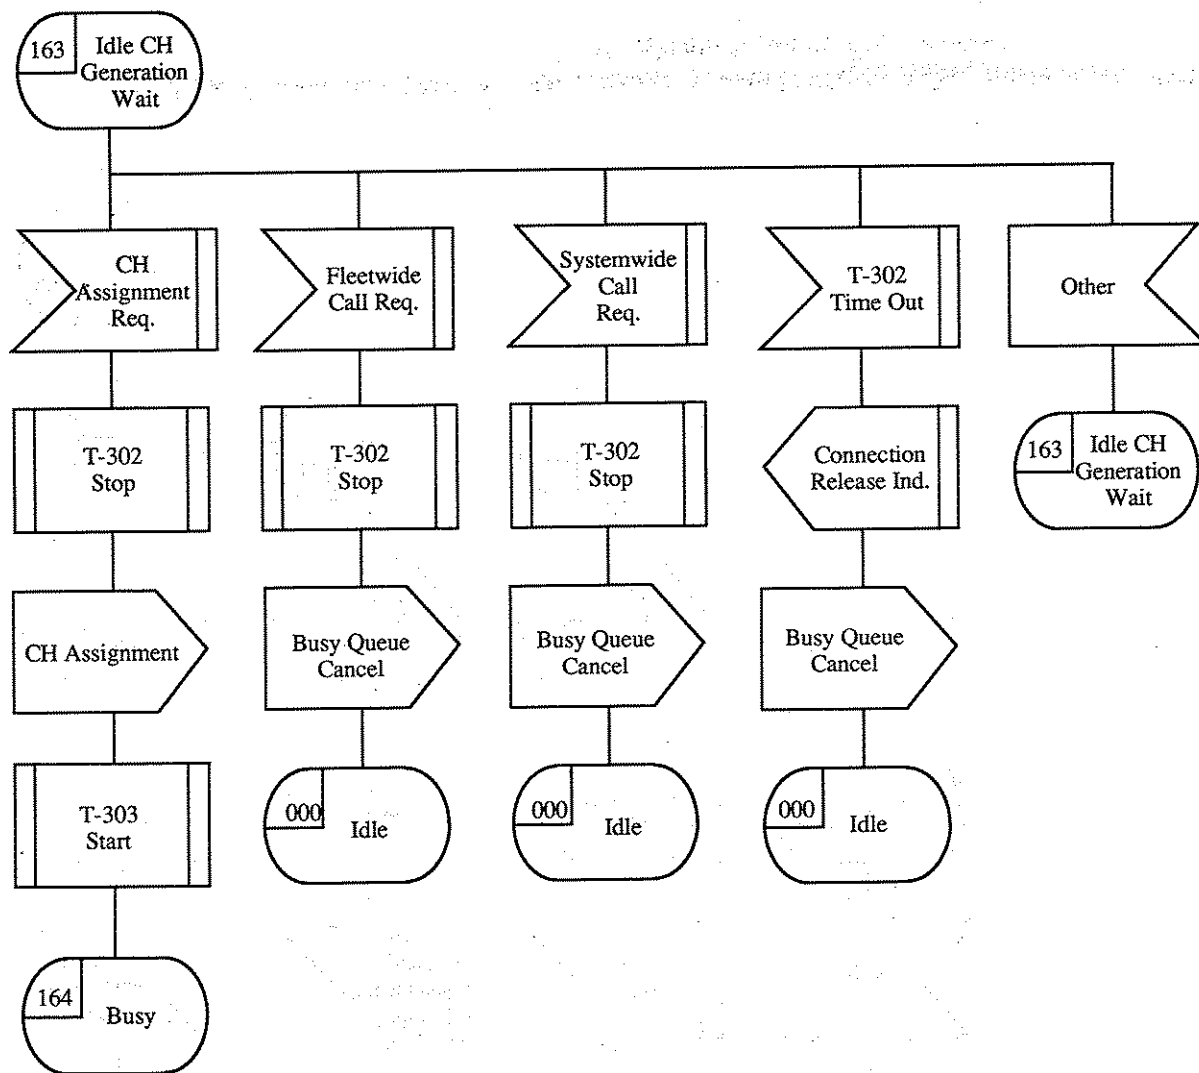 163
Idle CH
Generation
Wait
CH
Assignment
Req.
Fleetwide
Call Req.
Systemwide
Call
Req.
T-302
Time Out
Other
T-302
Stop
T-302
Stop
T-302
Stop
Connection
Release Ind.
163
Idle CH
Generation
Wait
CH Assignment
Busy Queue
Cancel
Busy Queue
Cancel
Busy Queue
Cancel
T-303
Start
000
Idle
000
Idle
000
Idle
164
Busy